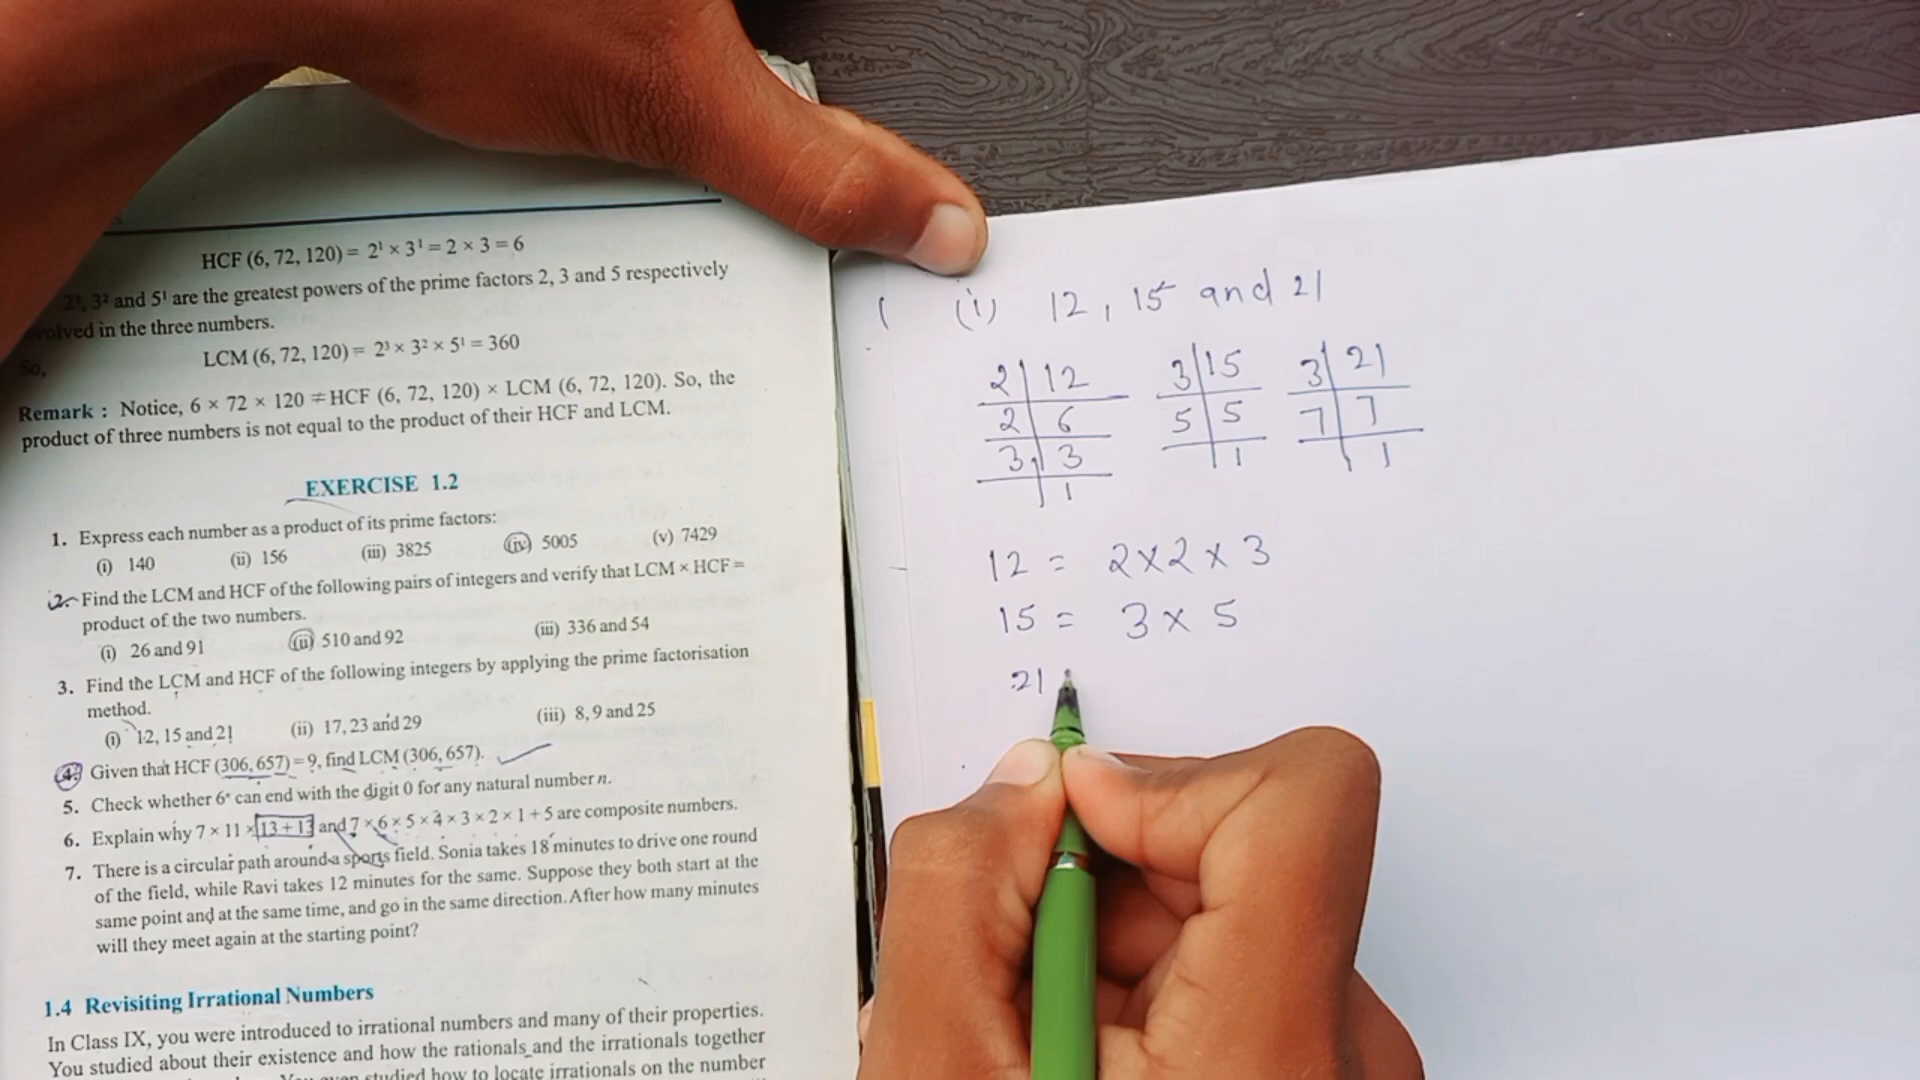 HCF (6, 72, 120) = 2¹ × 3¹ = 2 × 3 = 6
2³, 3² and 5¹ are the greatest powers of the prime factors 2, 3 and 5 respectively
involved in the three numbers.
So,
LCM (6, 72, 120) = 2³ × 3² × 5¹ = 360
Remark : Notice, 6 × 72 × 120 ≠ HCF (6, 72, 120) × LCM (6, 72, 120). So, the
product of three numbers is not equal to the product of their HCF and LCM.
EXERCISE 1.2
1. Express each number as a product of its prime factors:
(i) 140 (ii) 156 (iii) 3825 (iv) 5005 (v) 7429
2. Find the LCM and HCF of the following pairs of integers and verify that LCM × HCF =
product of the two numbers.
(i) 26 and 91 (ii) 510 and 92 (iii) 336 and 54
3. Find the LCM and HCF of the following integers by applying the prime factorisation
method.
(i) 12, 15 and 21 (ii) 17, 23 and 29 (iii) 8, 9 and 25
4. Given that HCF (306, 657) = 9, find LCM (306, 657).
5. Check whether 6ⁿ can end with the digit 0 for any natural number n.
6. Explain why 7 × 11 × 13 + 13 and 7 × 6 × 5 × 4 × 3 × 2 × 1 + 5 are composite numbers.
7. There is a circular path around a sports field. Sonia takes 18 minutes to drive one round
of the field, while Ravi takes 12 minutes for the same. Suppose they both start at the
same point and at the same time, and go in the same direction. After how many minutes
will they meet again at the starting point?
1.4 Revisiting Irrational Numbers
In Class IX, you were introduced to irrational numbers and many of their properties.
You studied about their existence and how the rationals and the irrationals together
studied how to locate irrationals on the number
(i) 12, 15 and 21
2 | 12 3 | 15 3 | 21
2 | 6 5 | 5 7 | 7
3 | 3 | 1 | 1
| 1
12 = 2 × 2 × 3
15 = 3 × 5
21